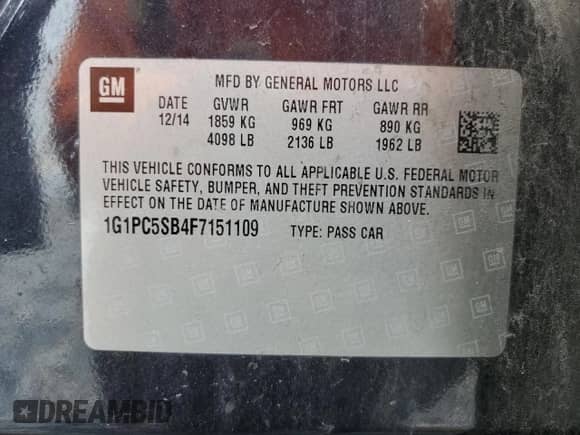 GM
MFD BY GENERAL MOTORS LLC
DATE GVWR GAWR FRT GAWR RR
12/14 1859 KG 969 KG 890 KG
4098 LB 2136 LB 1962 LB
THIS VEHICLE CONFORMS TO ALL APPLICABLE U.S. FEDERAL MOTOR
VEHICLE SAFETY, BUMPER, AND THEFT PREVENTION STANDARDS IN
EFFECT ON THE DATE OF MANUFACTURE SHOWN ABOVE.
1G1PC5SB4F7151109 TYPE: PASS CAR
DREAMBID